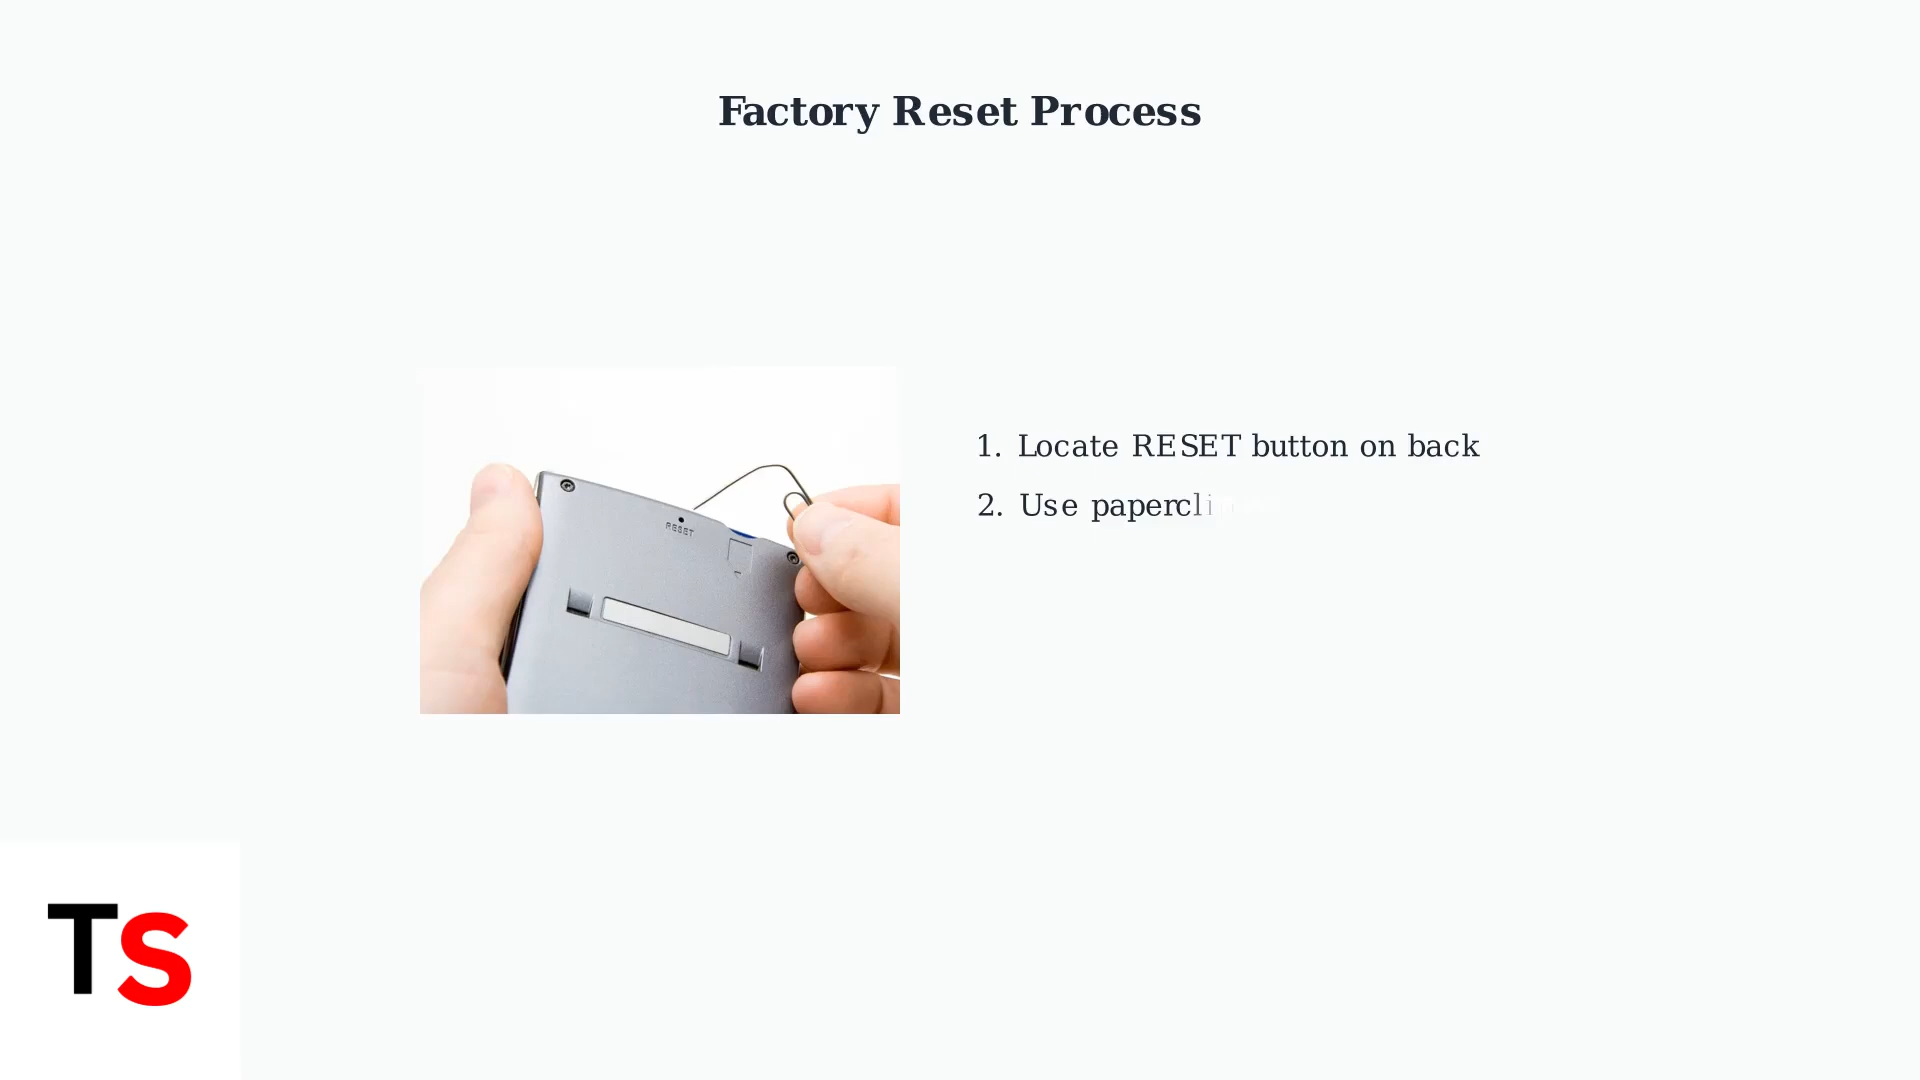 Factory Reset Process
1. Locate RESET button on back
2. Use papercli
RESET
TS